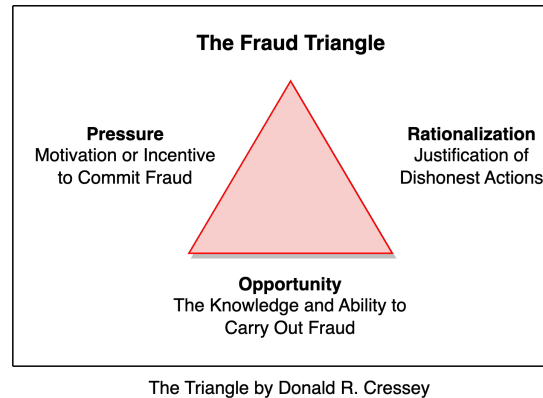 The Fraud Triangle
Pressure
Motivation or Incentive
to Commit Fraud
Rationalization
Justification of
Dishonest Actions
Opportunity
The Knowledge and Ability to
Carry Out Fraud
The Triangle by Donald R. Cressey